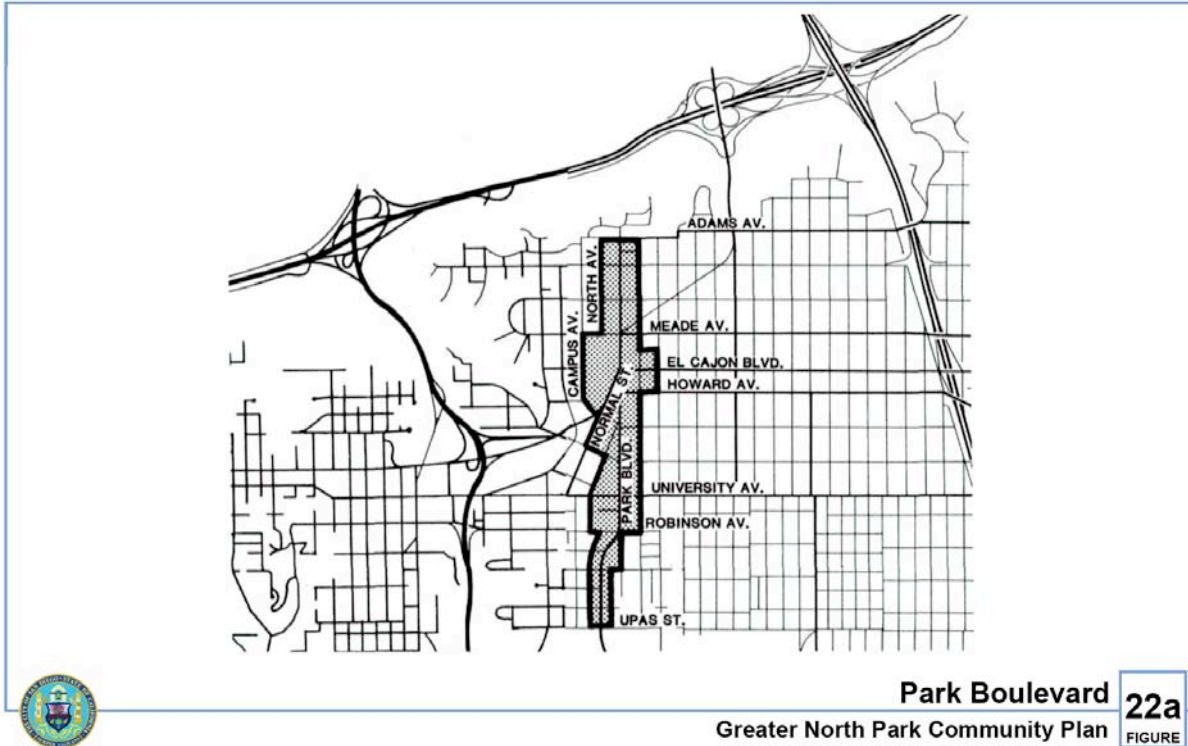 ADAMS AV.
NORTH AV.
MEADE AV.
CAMPUS AV.
EL CAJON BLVD.
NORMAL ST.
HOWARD AV.
PARK BLVD.
UNIVERSITY AV.
ROBINSON AV.
UPAS ST.
Park Boulevard
Greater North Park Community Plan
22a
FIGURE